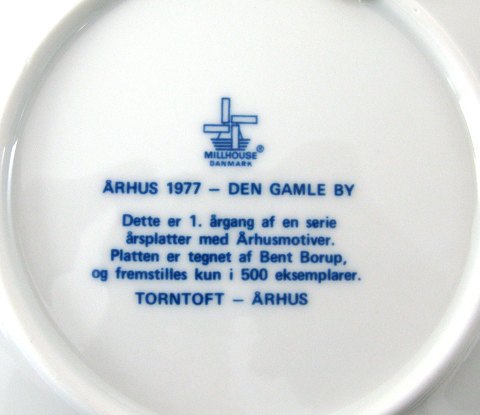 MILLHOUSE®
DANMARK
ÅRHUS 1977 – DEN GAMLE BY
Dette er 1. årgang af en serie
årsplatter med Århusmotiver.
Platten er tegnet af Bent Borup,
og fremstilles kun i 500 eksemplarer.
TORNTOFT – ÅRHUS